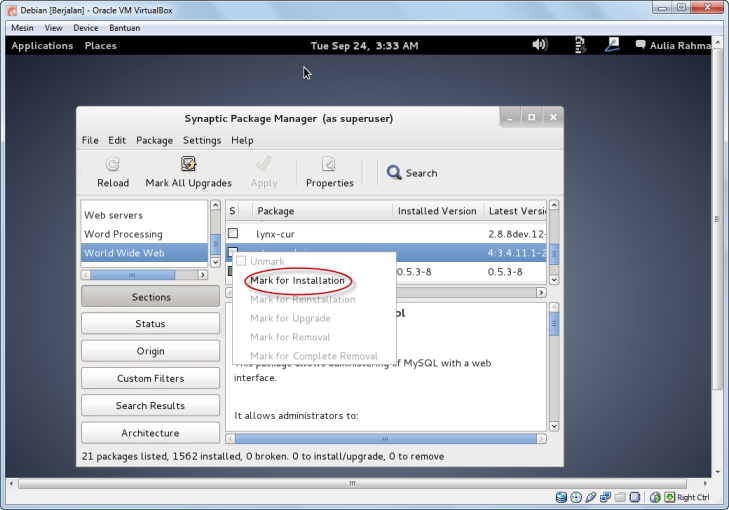 Debian [Berjalan] - Oracle VM VirtualBox
Mesin View Device Bantuan
Applications Places Tue Sep 24, 3:33 AM Aulia Rahma
Synaptic Package Manager (as superuser)
File Edit Package Settings Help
Reload Mark All Upgrades Apply Properties Search
Web servers
Word Processing
World Wide Web
S Package Installed Version Latest Versi
lynx-cur 2.8.8dev.12-
4:3.4.11.1-2
0.5.3-8 0.5.3-8
Unmark
Mark for Installation
Mark for Reinstallation
Mark for Upgrade
Mark for Removal
Mark for Complete Removal
Sections
Status
Origin
Custom Filters
Search Results
Architecture
ol
This package allows administering of MySQL with a web
interface.
It allows administrators to:
21 packages listed, 1562 installed, 0 broken. 0 to install/upgrade, 0 to remove
Right Ctrl